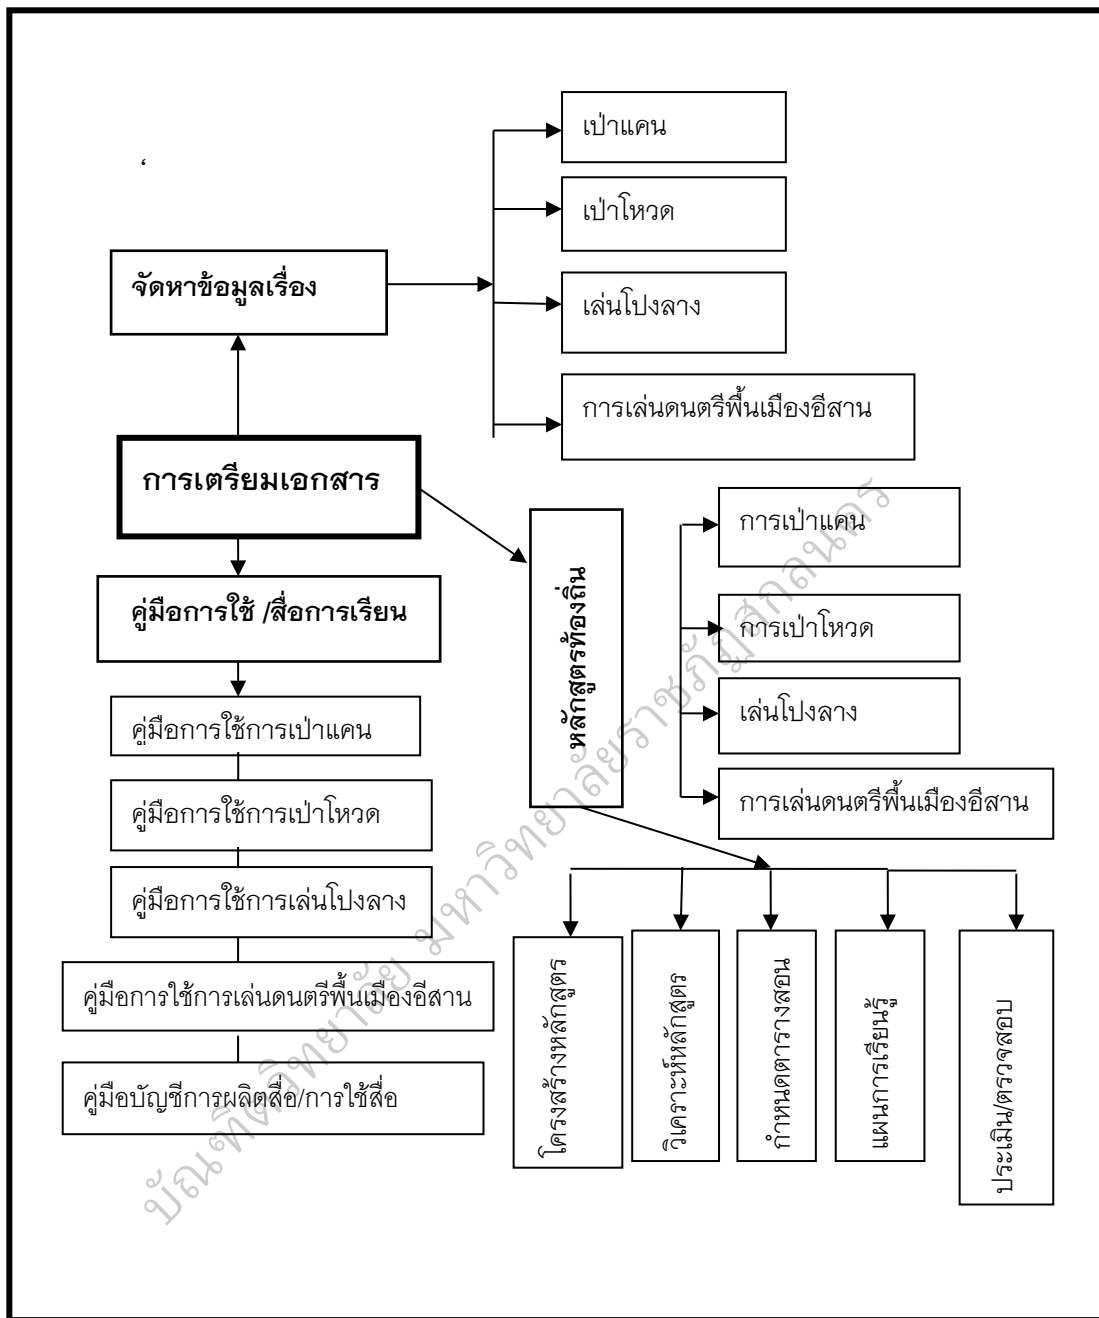 เป่าแคน
เป่าโหวด
จัดหาข้อมูลเรื่อง
เล่นโปงลาง
การเล่นดนตรีพื้นเมืองอีสาน
การเตรียมเอกสาร
การเป่าแคน
หลักสูตรท้องถิ่น
คู่มือการใช้ /สื่อการเรียน
การเป่าโหวด
คู่มือการใช้การเป่าแคน
เล่นโปงลาง
คู่มือการใช้การเป่าโหวด
การเล่นดนตรีพื้นเมืองอีสาน
คู่มือการใช้การเล่นโปงลาง
คู่มือการใช้การเล่นดนตรีพื้นเมืองอีสาน
คู่มือบัญชีการผลิตสื่อ/การใช้สื่อ
โครงสร้างหลักสูตร
วิเคราะห์หลักสูตร
กำหนดตารางสอน
แผนการเรียนรู้
ประเมิน/ตรวจสอบ
บัณฑิตวิทยาลัย มหาวิทยาลัยราชภัฏสกลนคร